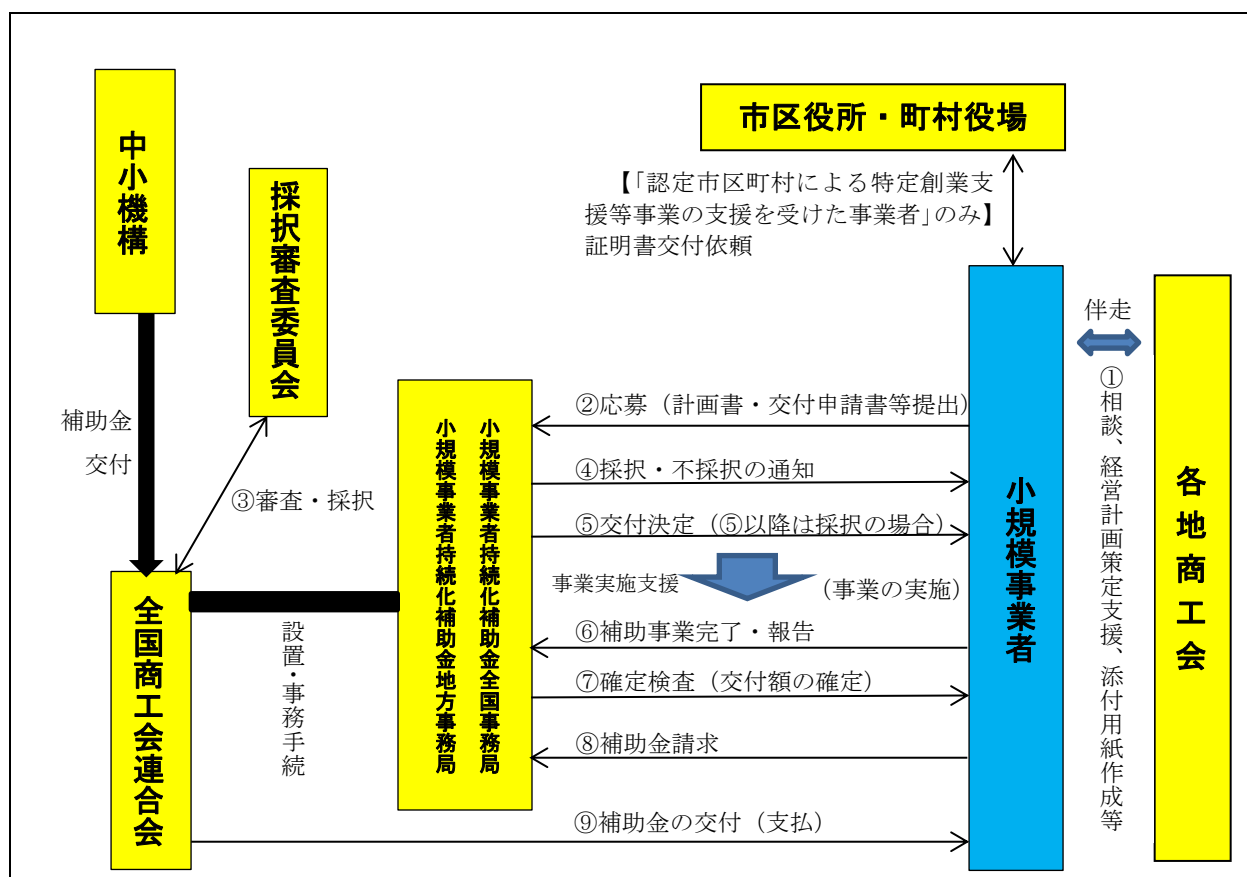 中小機構
採択審査委員会
市区役所・町村役場
【「認定市区町村による特定創業支
援等事業の支援を受けた事業者」のみ】
証明書交付依頼
補助金
交付
③審査・採択
全国商工会連合会
設置・事務手続
小規模事業者持続化補助金全国事務局
小規模事業者持続化補助金地方事務局
②応募（計画書・交付申請書等提出）
④採択・不採択の通知
⑤交付決定（⑤以降は採択の場合）
事業実施支援
（事業の実施）
⑥補助事業完了・報告
⑦確定検査（交付額の確定）
⑧補助金請求
⑨補助金の交付（支払）
小規模事業者
伴走
①相談、経営計画策定支援、添付用紙作成等
各地商工会